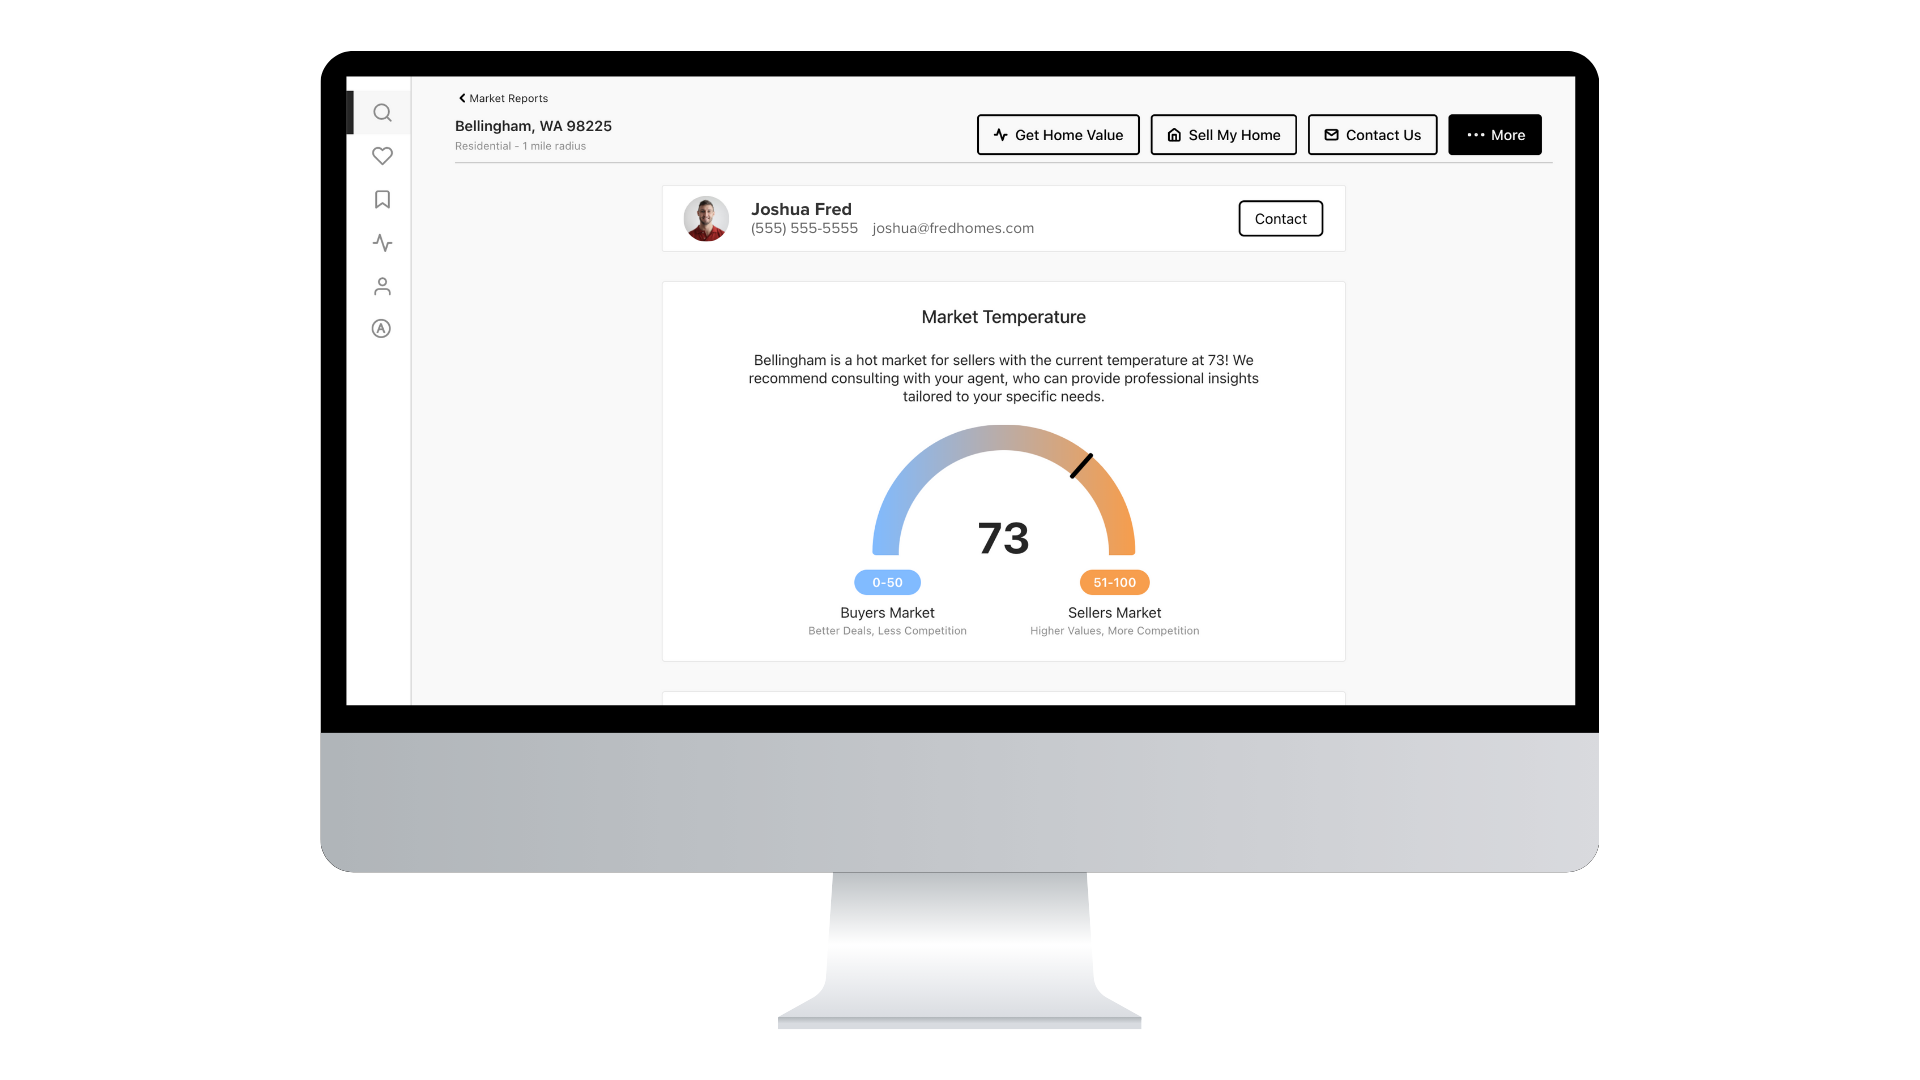 Market Reports
Bellingham, WA 98225
Residential - 1 mile radius
Get Home Value
Sell My Home
Contact Us
More
Joshua Fred
(555) 555-5555 joshua@fredhomes.com
Contact
Market Temperature
Bellingham is a hot market for sellers with the current temperature at 73! We
recommend consulting with your agent, who can provide professional insights
tailored to your specific needs.
73
0-50
51-100
Buyers Market
Sellers Market
Better Deals, Less Competition
Higher Values, More Competition